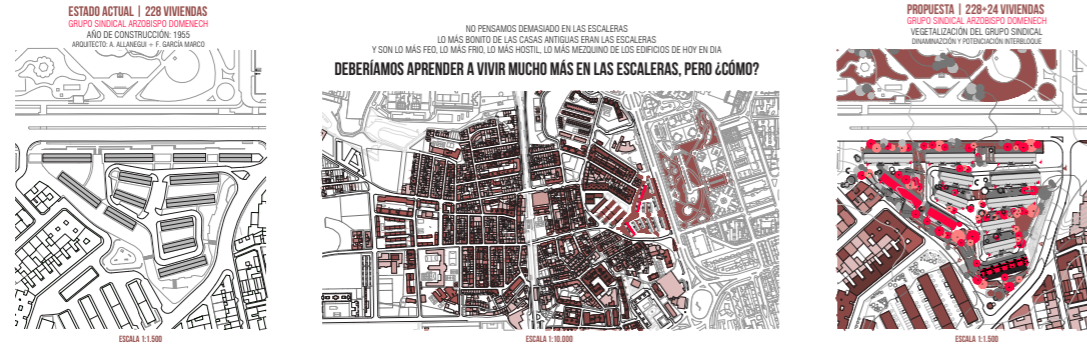 ESTADO ACTUAL | 228 VIVIENDAS
GRUPO SINDICAL ARZOBISPO DOMENECH
AÑO DE CONSTRUCCIÓN: 1955
ARQUITECTO: A. ALLANEGUI + F. GARCÍA MARCO
ESCALA 1:1.500
NO PENSAMOS DEMASIADO EN LAS ESCALERAS
LO MÁS BONITO DE LAS CASAS ANTIGUAS ERAN LAS ESCALERAS
Y SON LO MÁS FEO, LO MÁS FRIO, LO MÁS HOSTIL, LO MÁS MEZQUINO DE LOS EDIFICIOS DE HOY EN DIA
DEBERÍAMOS APRENDER A VIVIR MUCHO MÁS EN LAS ESCALERAS, PERO ¿CÓMO?
ESCALA 1:10.000
PROPUESTA | 228+24 VIVIENDAS
GRUPO SINDICAL ARZOBISPO DOMENECH
VEGETALIZACIÓN DEL GRUPO SINDICAL
DINAMINAZCIÓN Y POTENCIACIÓN INTERBLOQUE
ESCALA 1:1.500